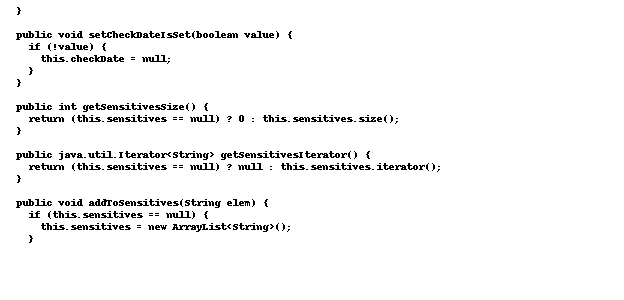 }

public void setCheckDateIsSet(boolean value) {
  if (!value) {
    this.checkDate = null;
  }
}

public int getSensitivesSize() {
  return (this.sensitives == null) ? 0 : this.sensitives.size();
}

public java.util.Iterator<String> getSensitivesIterator() {
  return (this.sensitives == null) ? null : this.sensitives.iterator();
}

public void addToSensitives(String elem) {
  if (this.sensitives == null) {
    this.sensitives = new ArrayList<String>();
  }